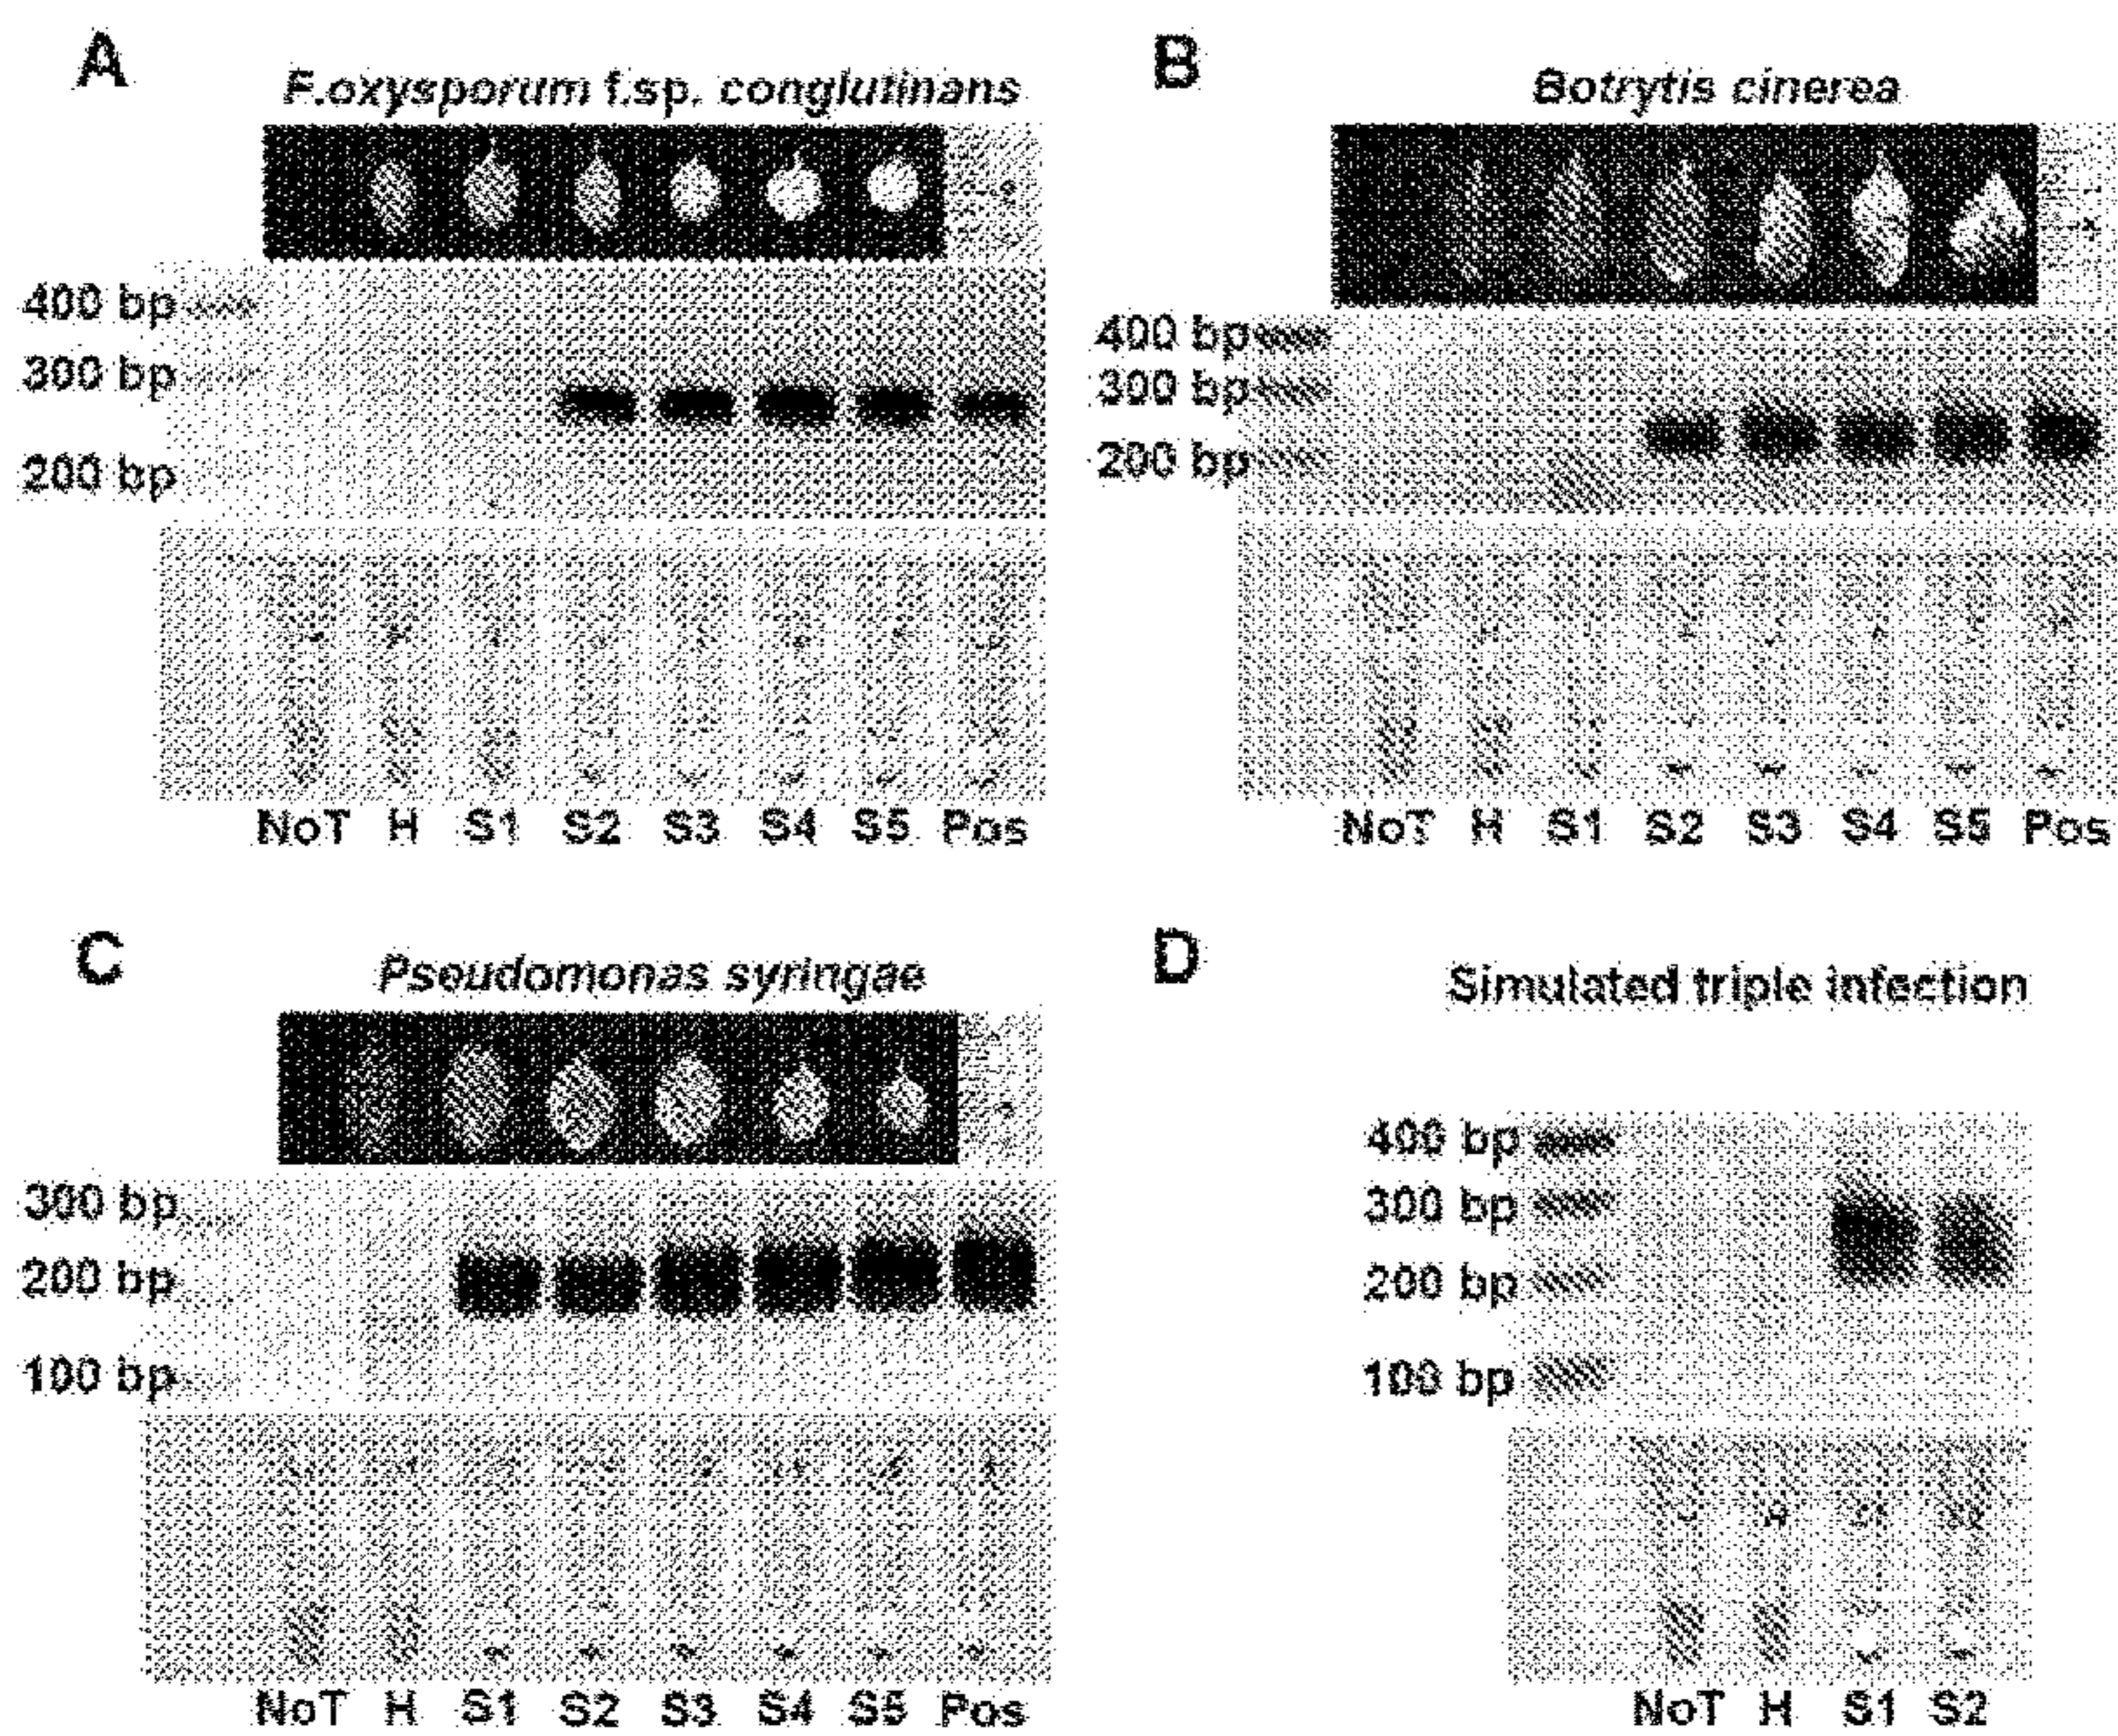 A
F.oxysporum f.sp. conglutinans
400 bp
300 bp
200 bp
NoT H S1 S2 S3 S4 S5 Pos
B
Botrytis cinerea
400 bp
300 bp
200 bp
NoT H S1 S2 S3 S4 S5 Pos
C
Pseudomonas syringae
300 bp
200 bp
100 bp
NoT H S1 S2 S3 S4 S5 Pos
D
Simulated triple infection
400 bp
300 bp
200 bp
100 bp
NoT H S1 S2